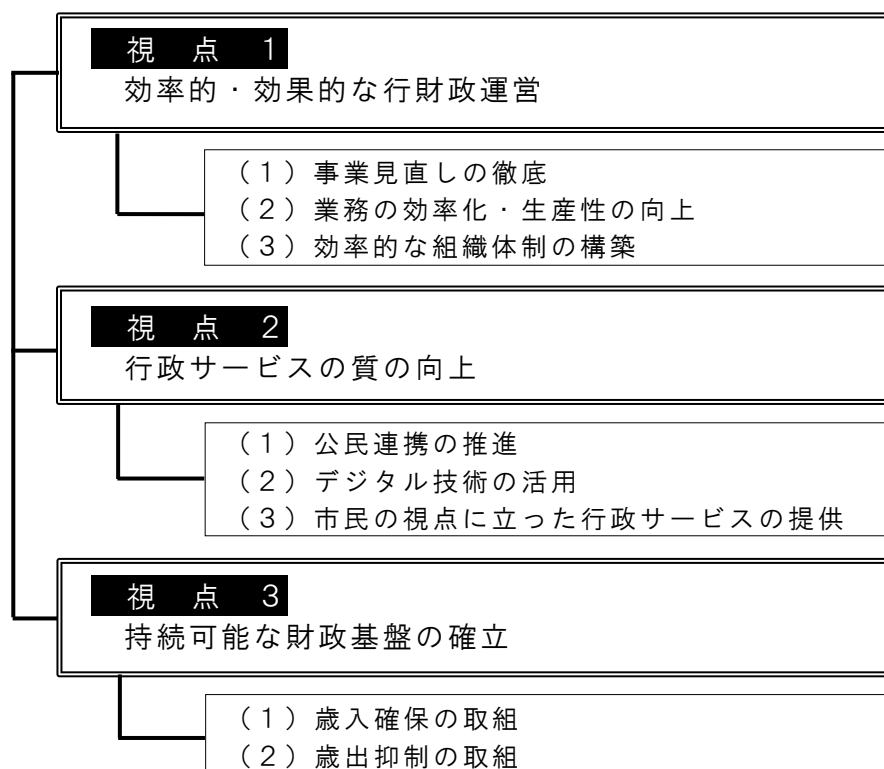 視 点 1
効率的・効果的な行財政運営
（１）事業見直しの徹底
（２）業務の効率化・生産性の向上
（３）効率的な組織体制の構築
視 点 2
行政サービスの質の向上
（１）公民連携の推進
（２）デジタル技術の活用
（３）市民の視点に立った行政サービスの提供
視 点 3
持続可能な財政基盤の確立
（１）歳入確保の取組
（２）歳出抑制の取組